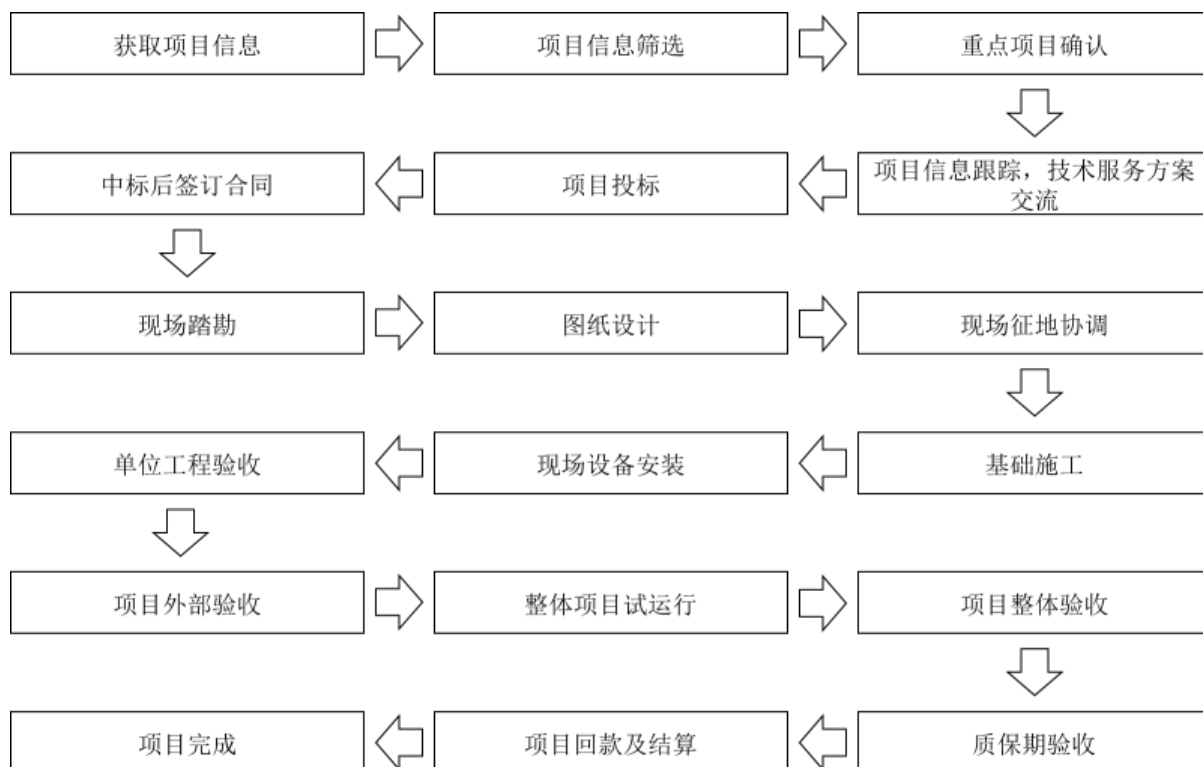 获取项目信息
项目信息筛选
重点项目确认
项目信息跟踪，技术服务方案
交流
项目投标
中标后签订合同
现场踏勘
图纸设计
现场征地协调
基础施工
现场设备安装
单位工程验收
项目外部验收
整体项目试运行
项目整体验收
质保期验收
项目回款及结算
项目完成